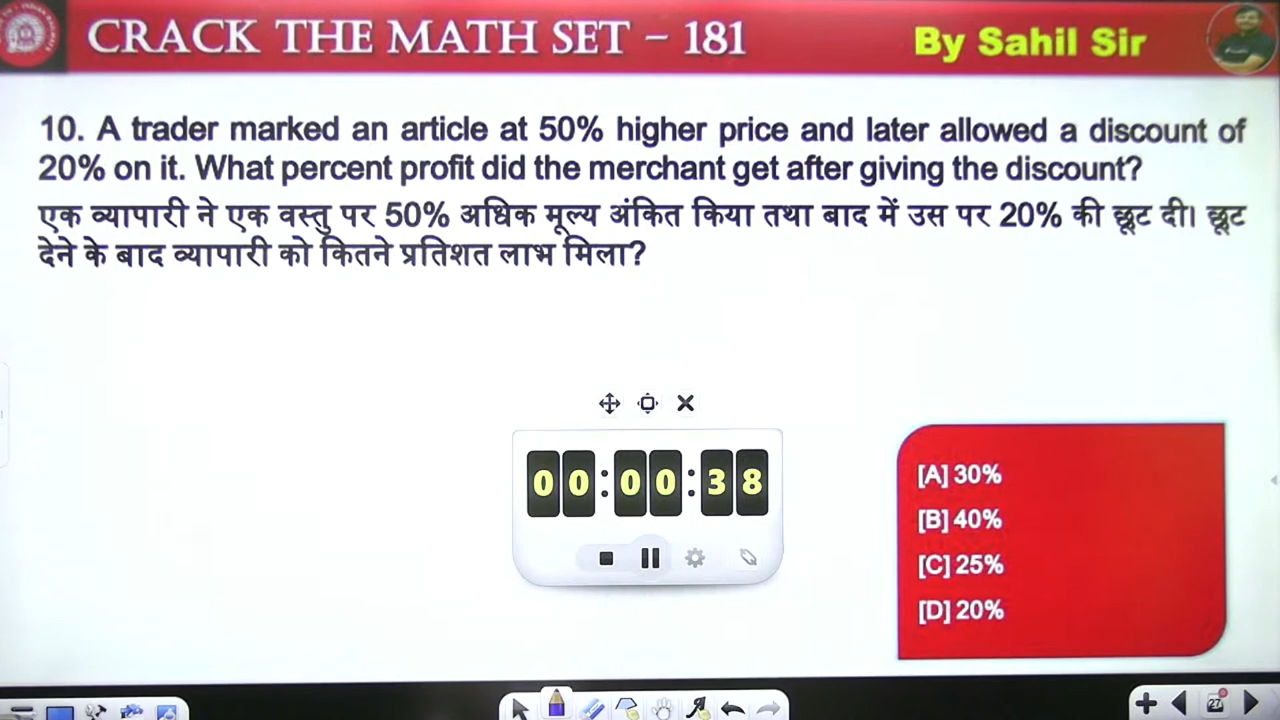 CRACK THE MATH SET – 181
By Sahil Sir
10. A trader marked an article at 50% higher price and later allowed a discount of
20% on it. What percent profit did the merchant get after giving the discount?
एक व्यापारी ने एक वस्तु पर 50% अधिक मूल्य अंकित किया तथा बाद में उस पर 20% की छूट दी। छूट
देने के बाद व्यापारी को कितने प्रतिशत लाभ मिला?
00:00:38
[A] 30%
[B] 40%
[C] 25%
[D] 20%
27